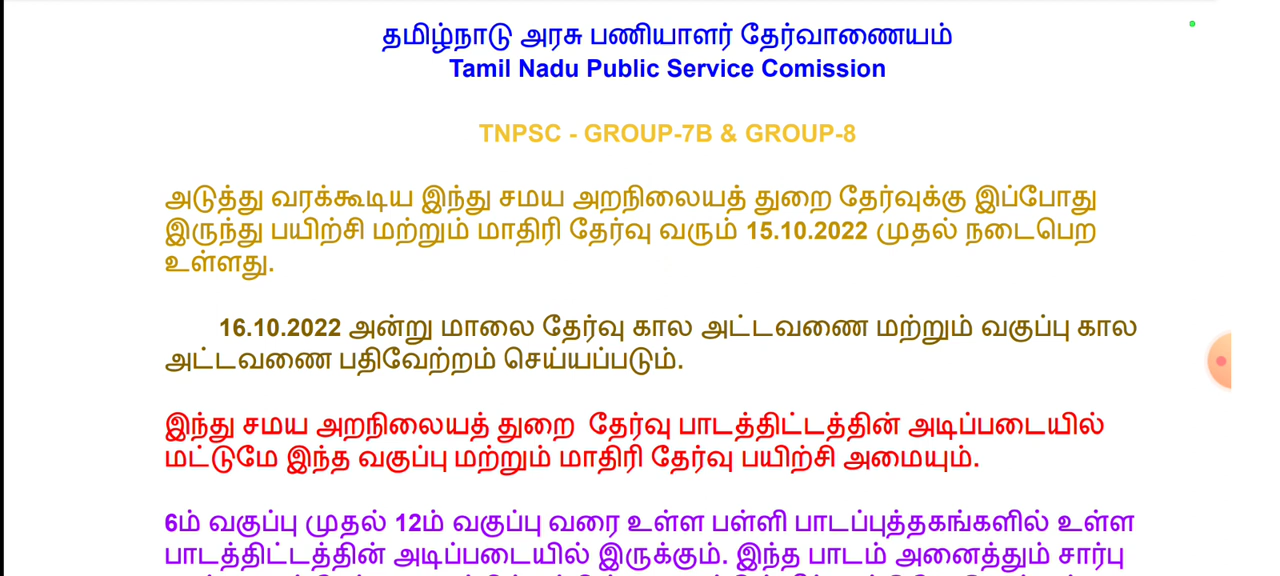 தமிழ்நாடு அரசு பணியாளர் தேர்வாணையம்
Tamil Nadu Public Service Comission
TNPSC - GROUP-7B & GROUP-8
அடுத்து வரக்கூடிய இந்து சமய அறநிலையத் துறை தேர்வுக்கு இப்போது
இருந்து பயிற்சி மற்றும் மாதிரி தேர்வு வரும் 15.10.2022 முதல் நடைபெற
உள்ளது.
16.10.2022 அன்று மாலை தேர்வு கால அட்டவணை மற்றும் வகுப்பு கால
அட்டவணை பதிவேற்றம் செய்யப்படும்.
இந்து சமய அறநிலையத் துறை தேர்வு பாடத்திட்டத்தின் அடிப்படையில்
மட்டுமே இந்த வகுப்பு மற்றும் மாதிரி தேர்வு பயிற்சி அமையும்.
6ம் வகுப்பு முதல் 12ம் வகுப்பு வரை உள்ள பள்ளி பாடப்புத்தகங்களில் உள்ள
பாடத்திட்டத்தின் அடிப்படையில் இருக்கும். இந்த பாடம் அனைத்தும் சார்பு